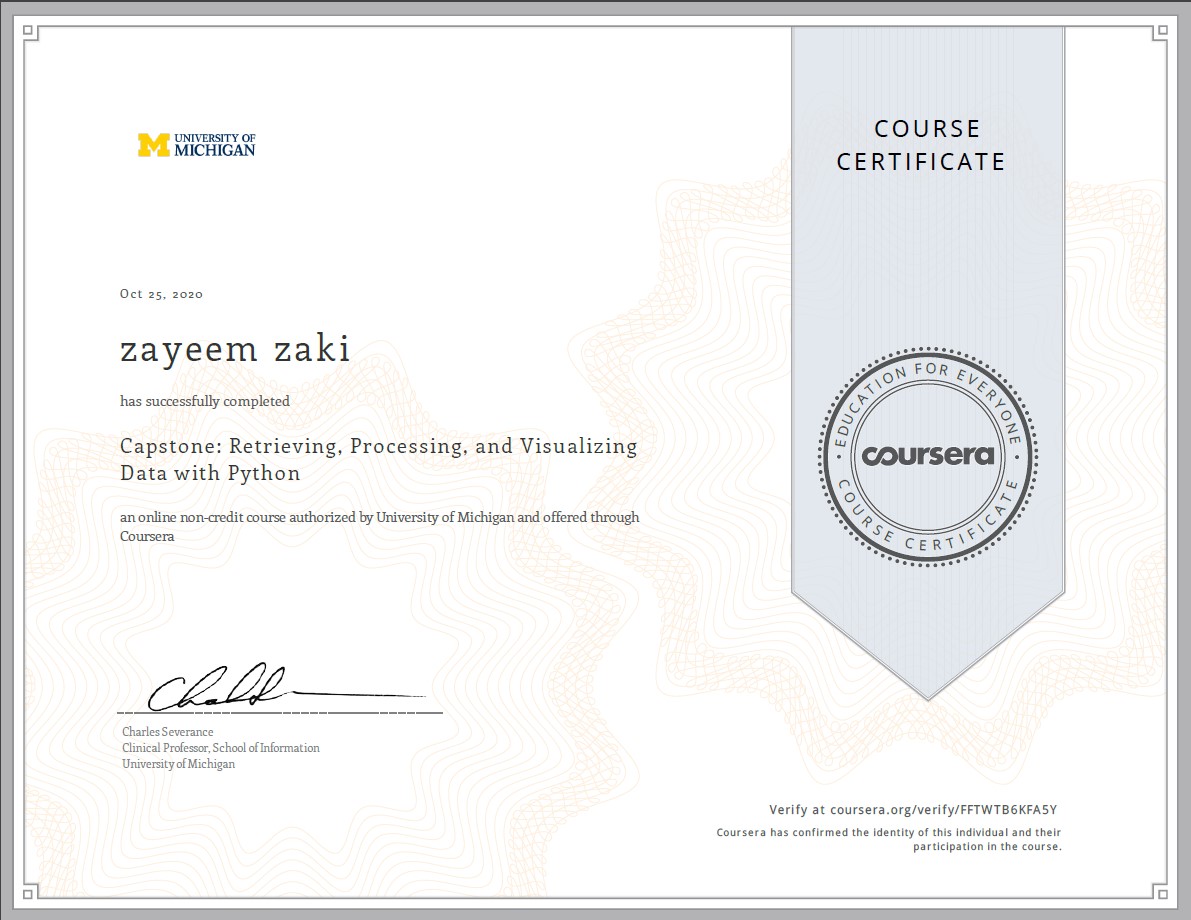 UNIVERSITY OF
MICHIGAN
COURSE
CERTIFICATE
Oct 25, 2020
zayeem zaki
has successfully completed
Capstone: Retrieving, Processing, and Visualizing
Data with Python
an online non-credit course authorized by University of Michigan and offered through
Coursera
EDUCATION FOR EVERYONE
coursera
COURSE CERTIFICATE
Charles Severance
Clinical Professor, School of Information
University of Michigan
Verify at coursera.org/verify/FFTWTB6KFA5Y
Coursera has confirmed the identity of this individual and their
participation in the course.